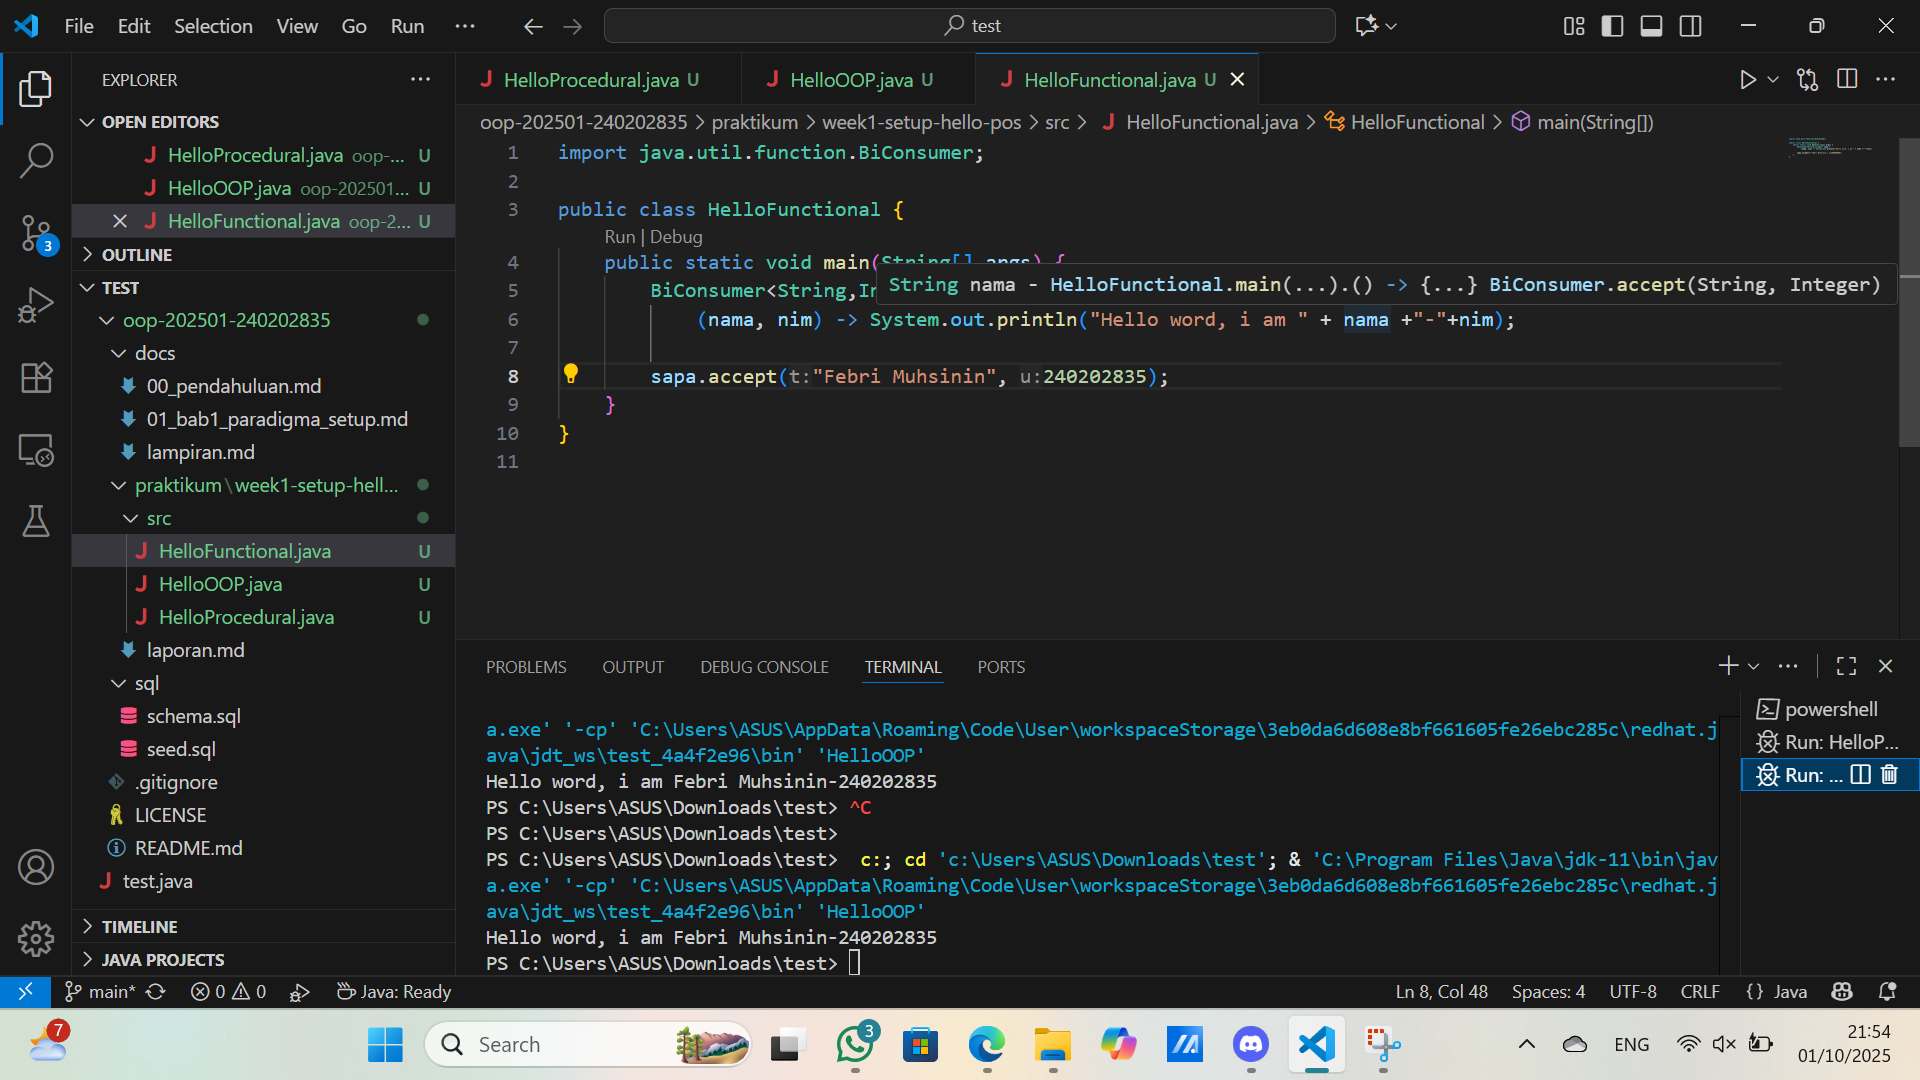 File Edit Selection View Go Run ··· test
EXPLORER
OPEN EDITORS
HelloProcedural.java oop-... U
HelloOOP.java oop-202501... U
HelloFunctional.java oop-2... U
OUTLINE
TEST
oop-202501-240202835
docs
00_pendahuluan.md
01_bab1_paradigma_setup.md
lampiran.md
praktikum\week1-setup-hell...
src
HelloFunctional.java U
HelloOOP.java U
HelloProcedural.java U
laporan.md
sql
schema.sql
seed.sql
.gitignore
LICENSE
README.md
test.java
TIMELINE
JAVA PROJECTS
3
HelloProcedural.java U HelloOOP.java U HelloFunctional.java U
oop-202501-240202835 > praktikum > week1-setup-hello-pos > src > HelloFunctional.java > HelloFunctional > main(String[])
1 import java.util.function.BiConsumer;
2
3 public class HelloFunctional {
Run | Debug
4 public static void main(String[] args) {
5 BiConsumer<String,In
String nama - HelloFunctional.main(...).() -> {...} BiConsumer.accept(String, Integer)
6 (nama, nim) -> System.out.println("Hello word, i am " + nama +"-"+nim);
7
8 sapa.accept(t:"Febri Muhsinin", u:240202835);
9 }
10 }
11
PROBLEMS OUTPUT DEBUG CONSOLE TERMINAL PORTS
a.exe' '-cp' 'C:\Users\ASUS\AppData\Roaming\Code\User\workspaceStorage\3eb0da6d608e8bf661605fe26ebc285c\redhat.j
ava\jdt_ws\test_4a4f2e96\bin' 'HelloOOP'
Hello word, i am Febri Muhsinin-240202835
PS C:\Users\ASUS\Downloads\test> ^C
PS C:\Users\ASUS\Downloads\test>
PS C:\Users\ASUS\Downloads\test> c:; cd 'c:\Users\ASUS\Downloads\test'; & 'C:\Program Files\Java\jdk-11\bin\jav
a.exe' '-cp' 'C:\Users\ASUS\AppData\Roaming\Code\User\workspaceStorage\3eb0da6d608e8bf661605fe26ebc285c\redhat.j
ava\jdt_ws\test_4a4f2e96\bin' 'HelloOOP'
Hello word, i am Febri Muhsinin-240202835
PS C:\Users\ASUS\Downloads\test>
powershell
Run: HelloP...
Run: ...
main* 0 0 Java: Ready Ln 8, Col 48 Spaces: 4 UTF-8 CRLF {} Java
7 Search 3 ENG 21:54
01/10/2025